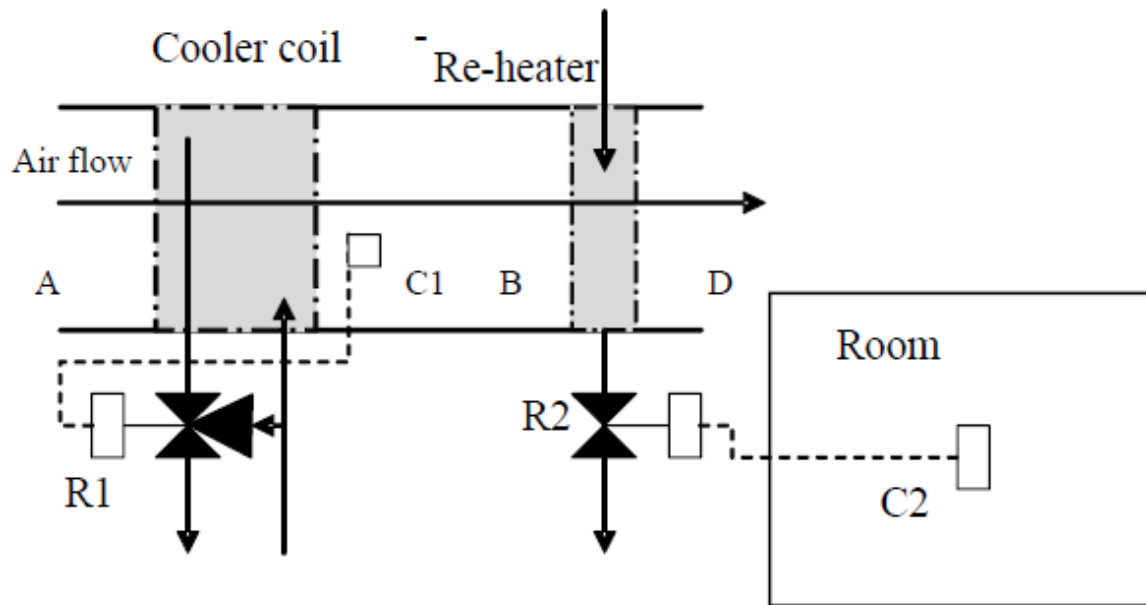 Cooler coil
-
Re-heater
Air flow
A
C1
B
D
Room
R1
R2
C2